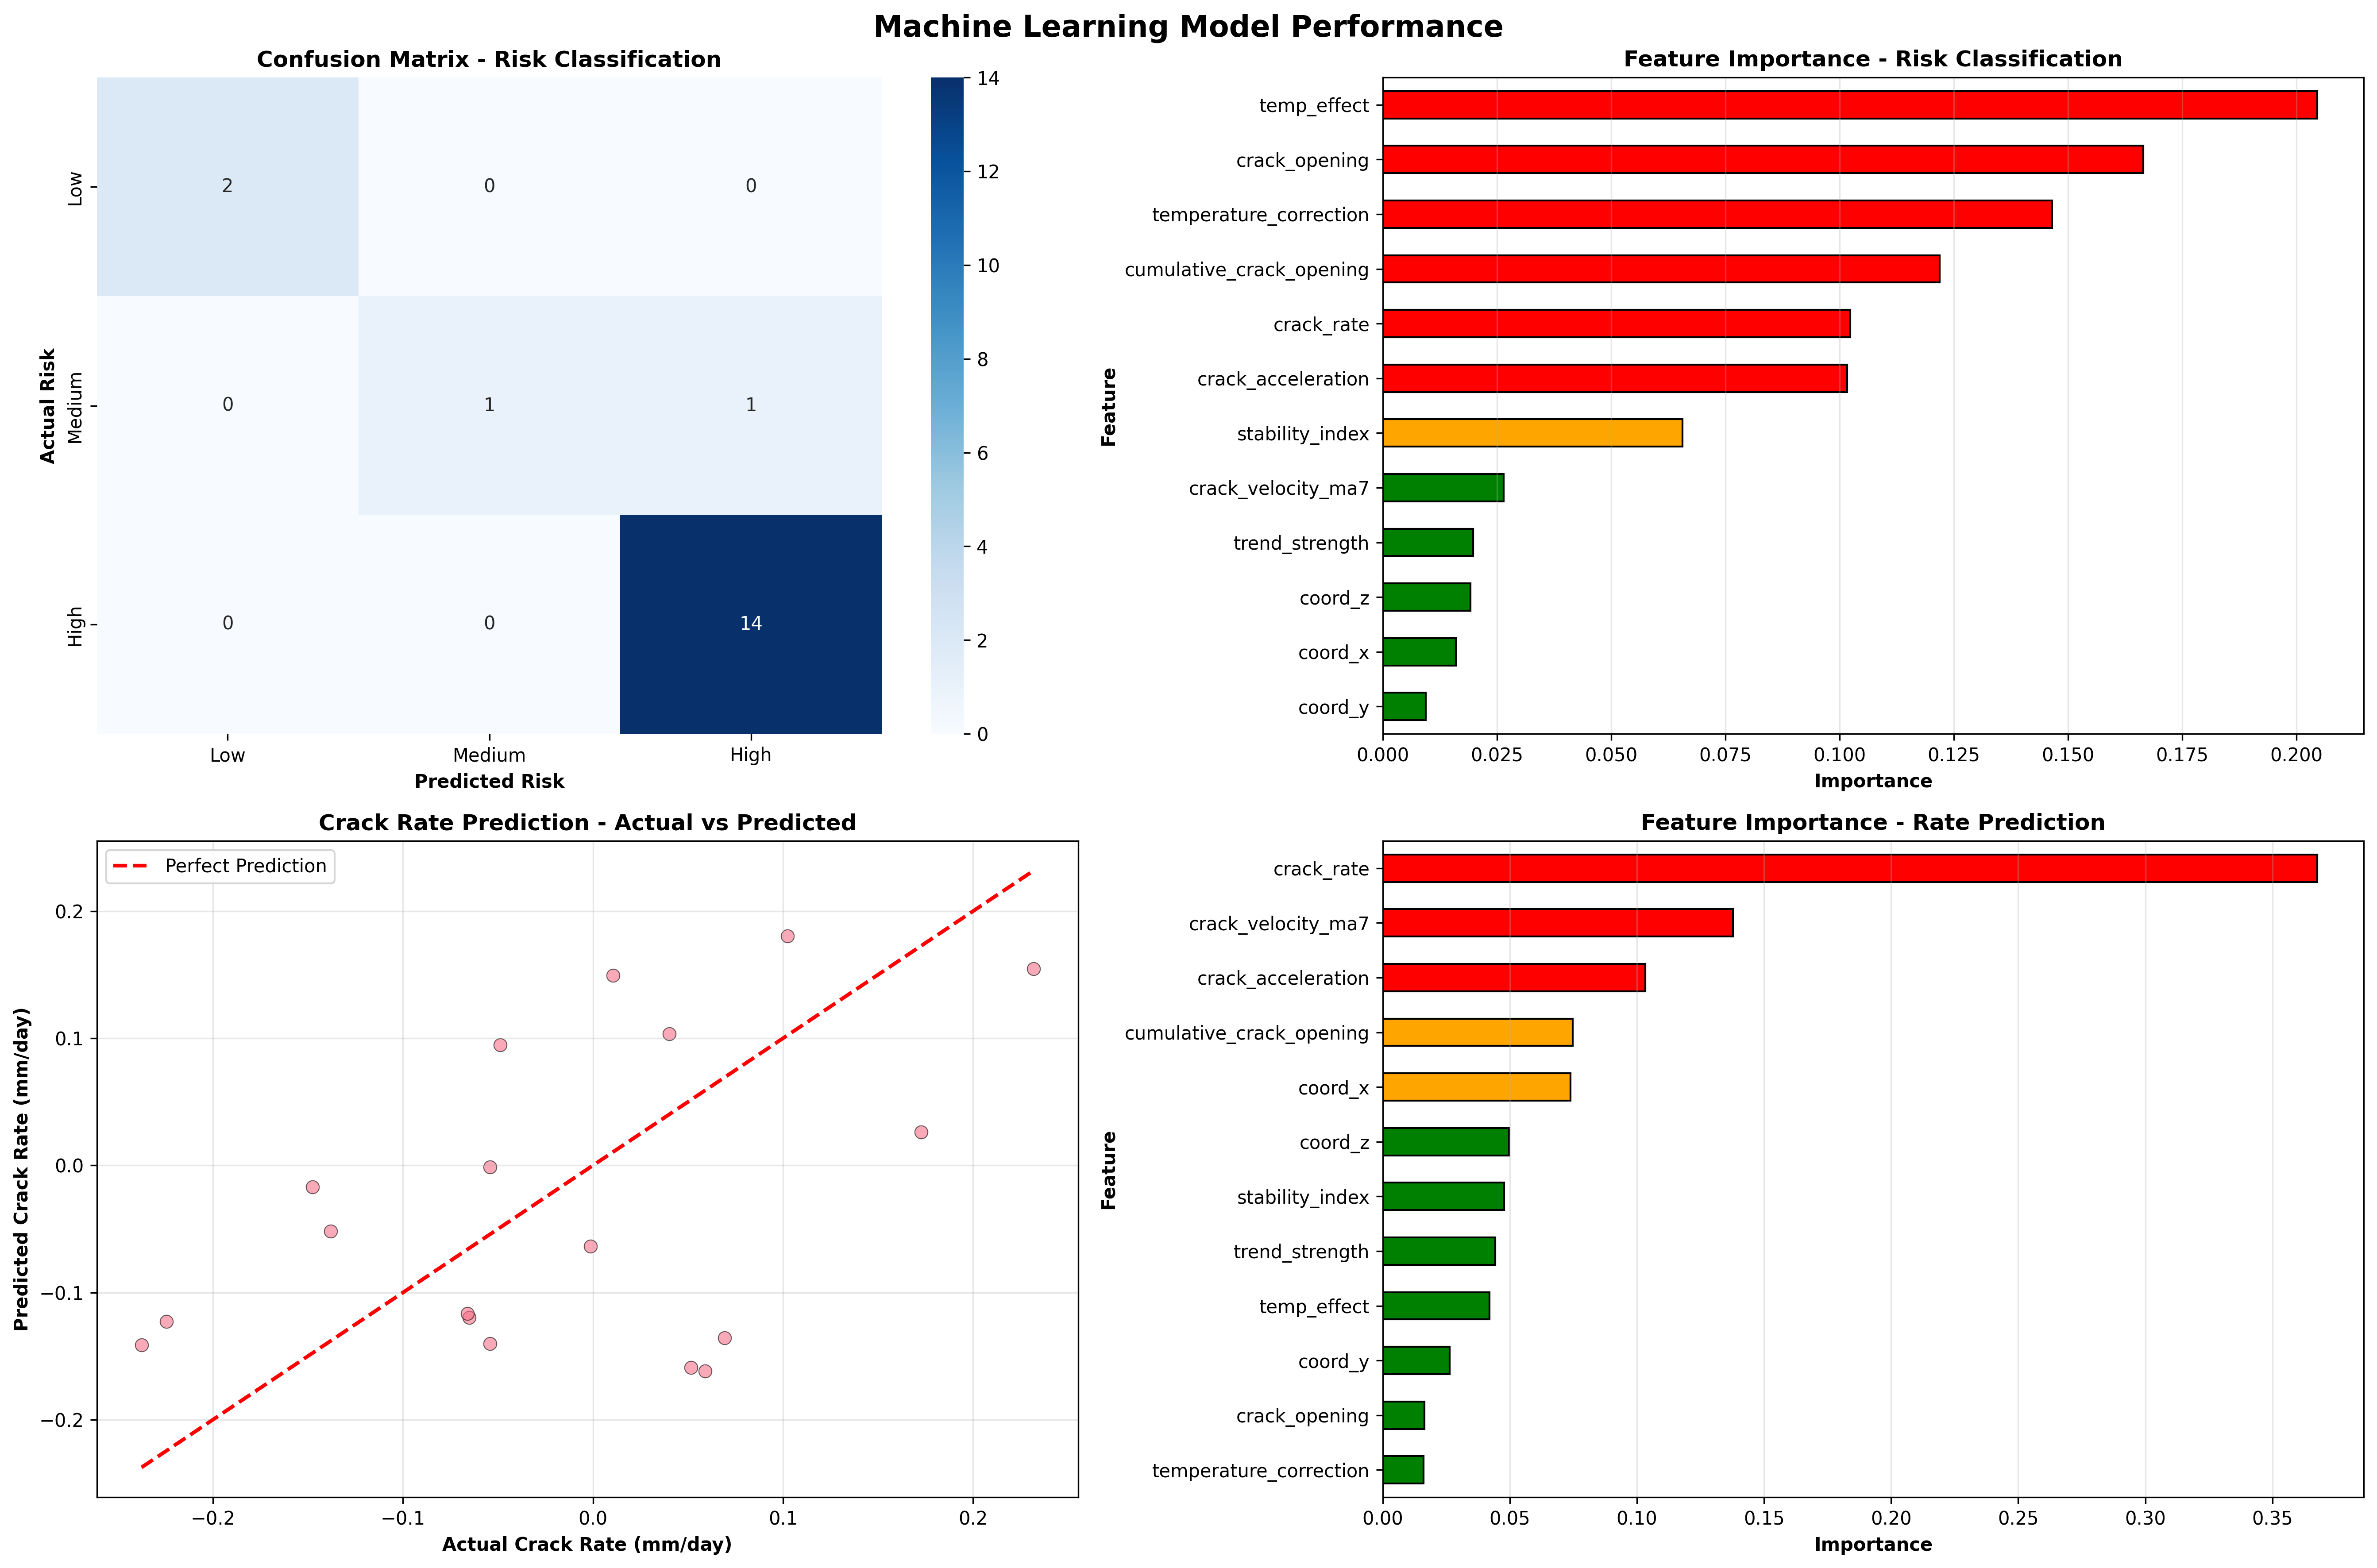 Machine Learning Model Performance
Confusion Matrix - Risk Classification
Actual Risk
Low
Medium
High
2 0 0
0 1 1
0 0 14
Low Medium High
Predicted Risk
14
12
10
8
6
4
2
0
Feature Importance - Risk Classification
Feature
temp_effect
crack_opening
temperature_correction
cumulative_crack_opening
crack_rate
crack_acceleration
stability_index
crack_velocity_ma7
trend_strength
coord_z
coord_x
coord_y
0.000 0.025 0.050 0.075 0.100 0.125 0.150 0.175 0.200
Importance
Crack Rate Prediction - Actual vs Predicted
Perfect Prediction
Predicted Crack Rate (mm/day)
0.2
0.1
0.0
−0.1
−0.2
−0.2 −0.1 0.0 0.1 0.2
Actual Crack Rate (mm/day)
Feature Importance - Rate Prediction
Feature
crack_rate
crack_velocity_ma7
crack_acceleration
cumulative_crack_opening
coord_x
coord_z
stability_index
trend_strength
temp_effect
coord_y
crack_opening
temperature_correction
0.00 0.05 0.10 0.15 0.20 0.25 0.30 0.35
Importance